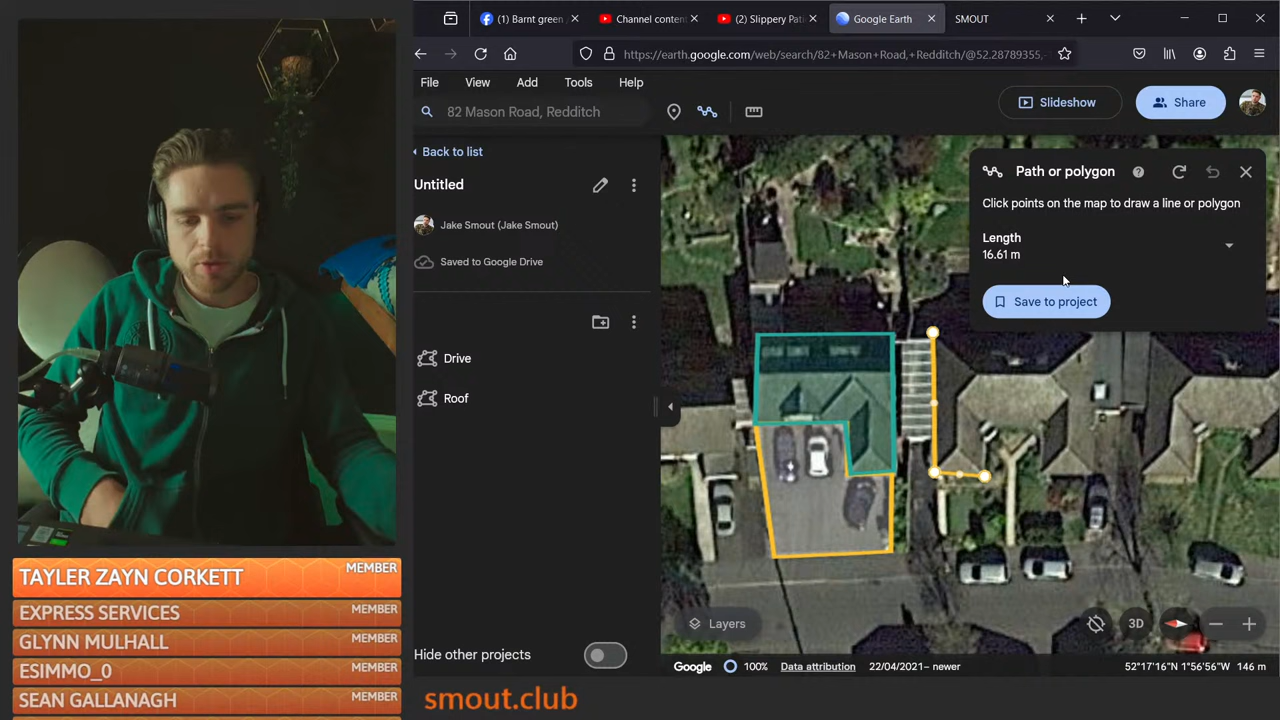 (1) Barnt green
Channel conten
(2) Slippery Pati
Google Earth
SMOUT
https://earth.google.com/web/search/82+Mason+Road,+Redditch/@52.28789355,-
File View Add Tools Help
82 Mason Road, Redditch
Slideshow
Share
Back to list
Untitled
Jake Smout (Jake Smout)
Saved to Google Drive
Drive
Roof
Hide other projects
Path or polygon
Click points on the map to draw a line or polygon
Length
16.61 m
Save to project
Layers
3D
Google 100% Data attribution 22/04/2021– newer 52°17'16"N 1°56'56"W 146 m
TAYLER ZAYN CORKETT MEMBER
EXPRESS SERVICES MEMBER
GLYNN MULHALL MEMBER
ESIMMO_0 MEMBER
SEAN GALLANAGH MEMBER
smout.club